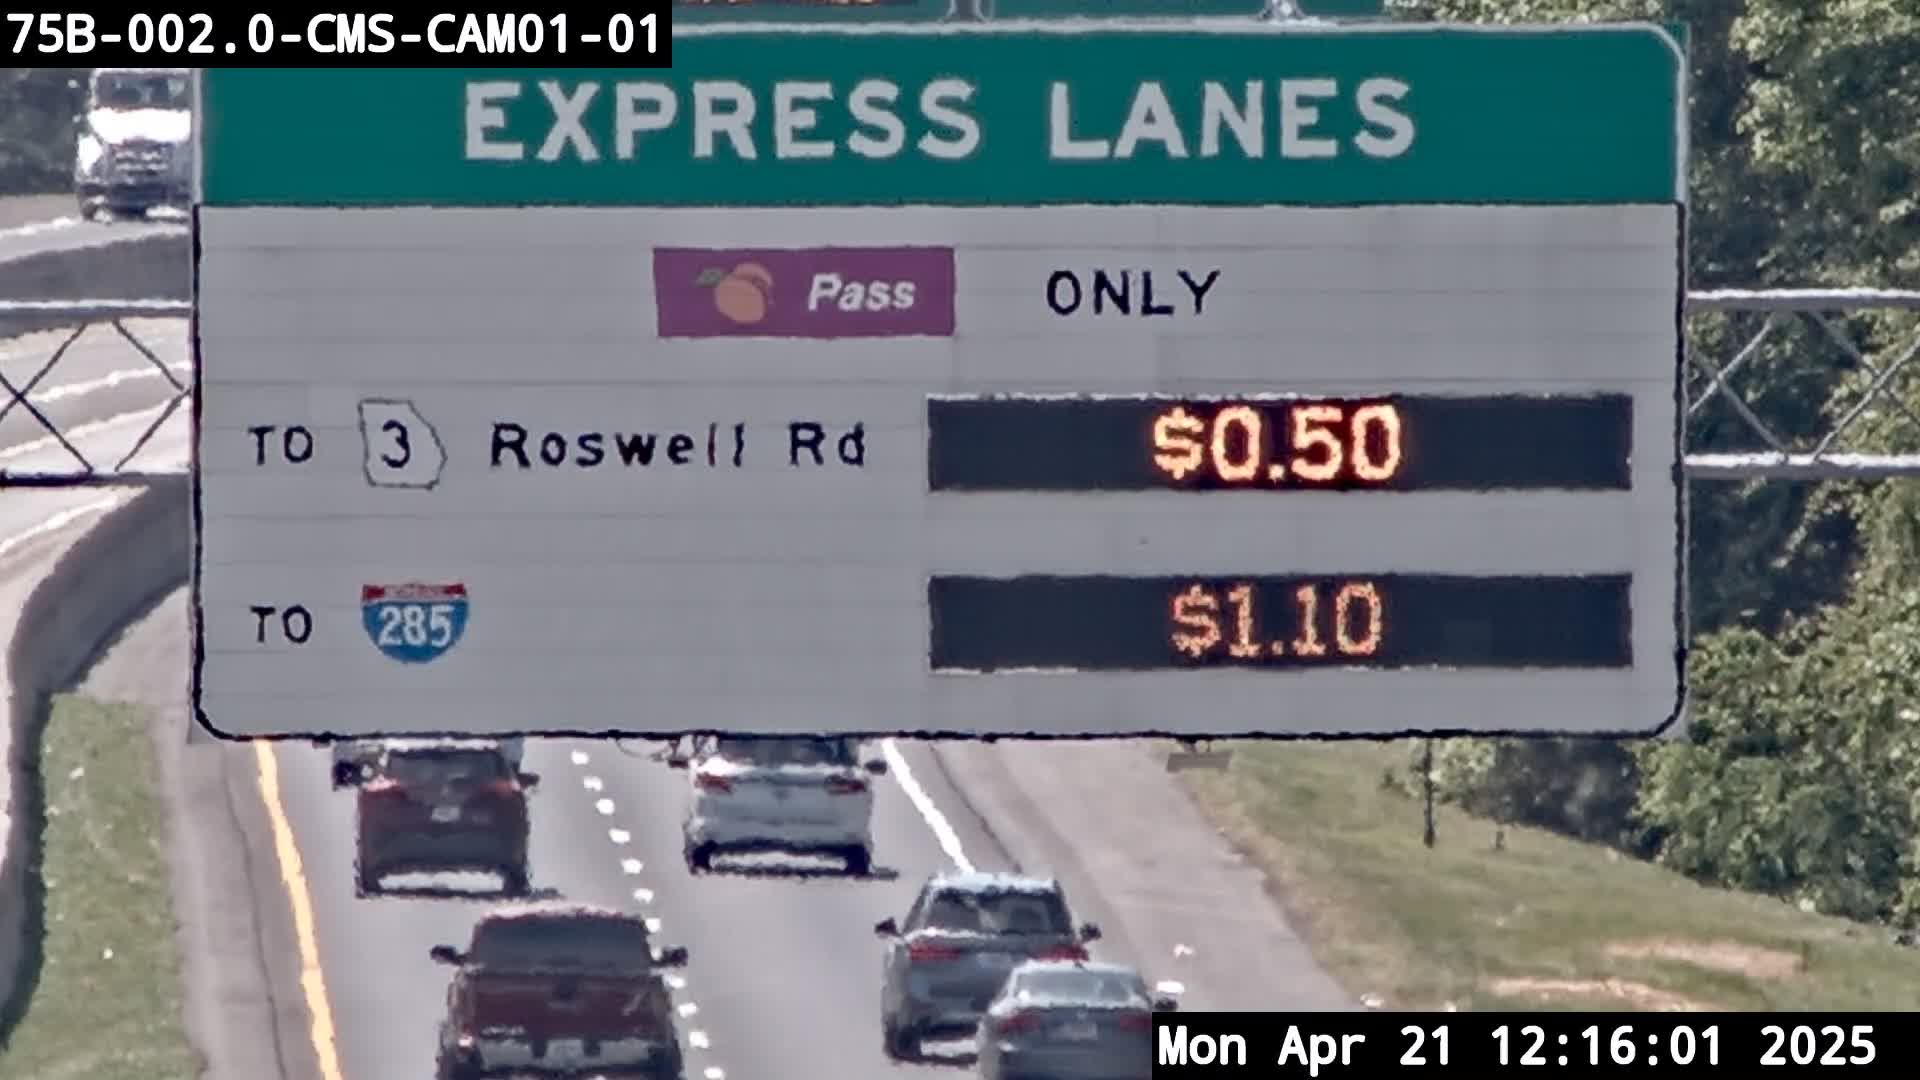 75B-002.0-CMS-CAM01-01
EXPRESS LANES
Pass ONLY
TO 3 Roswell Rd $0.50
TO 285 $1.10
Mon Apr 21 12:16:01 2025